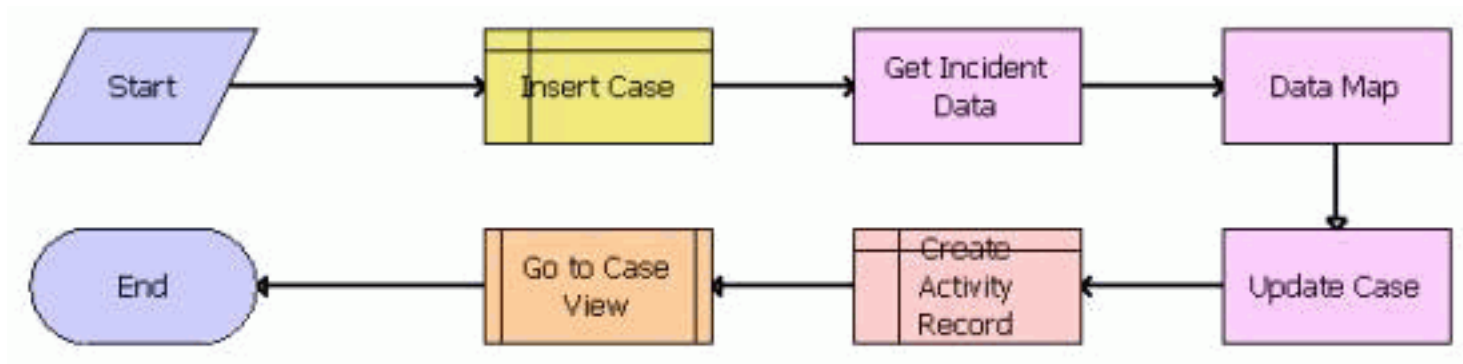 Start
Insert Case
Get Incident
Data
Data Map
Update Case
Create
Activity
Record
Go to Case
View
End